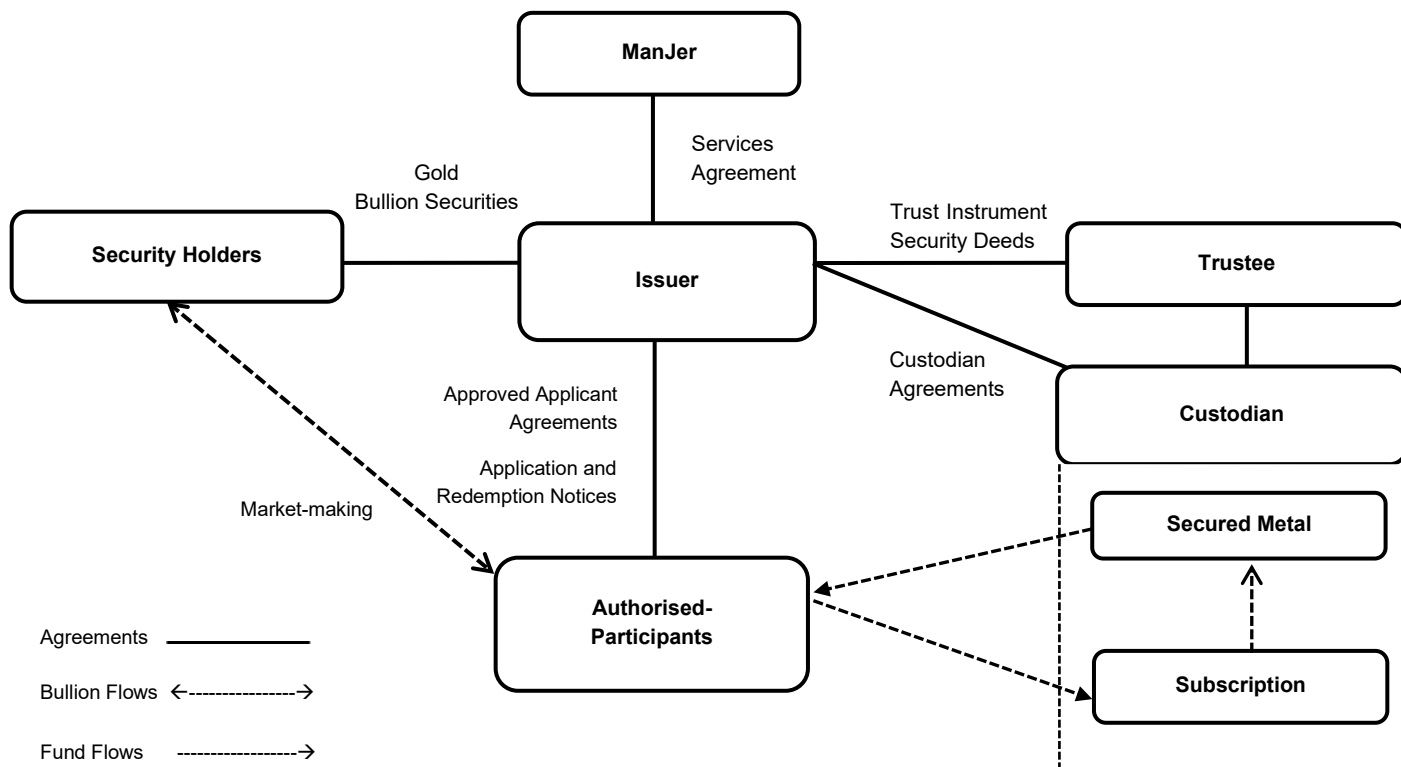 ManJer
Services
Agreement
Gold
Bullion Securities
Trust Instrument
Security Deeds
Security Holders
Issuer
Trustee
Custodian
Agreements
Custodian
Approved Applicant
Agreements
Application and
Redemption Notices
Market-making
Secured Metal
Authorised-
Participants
Subscription
Agreements
Bullion Flows
Fund Flows